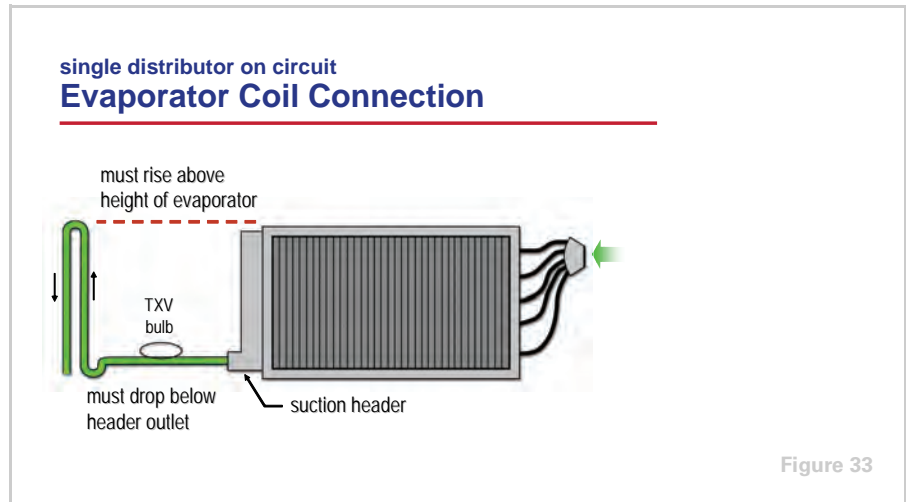 single distributor on circuit
Evaporator Coil Connection
must rise above
height of evaporator
TXV
bulb
must drop below
header outlet
suction header
Figure 33